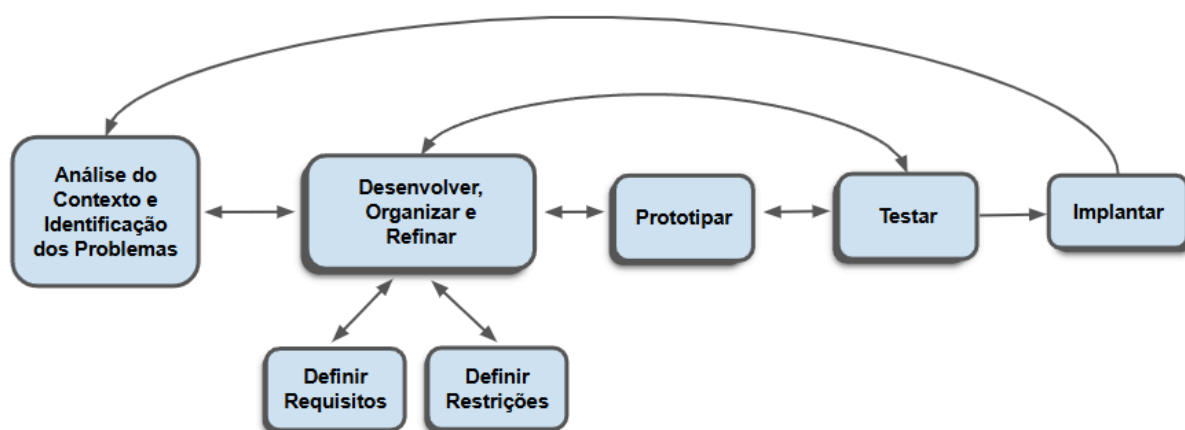 Análise do
Contexto e
Identificação
dos Problemas
Desenvolver,
Organizar e
Refinar
Prototipar
Testar
Implantar
Definir
Requisitos
Definir
Restrições